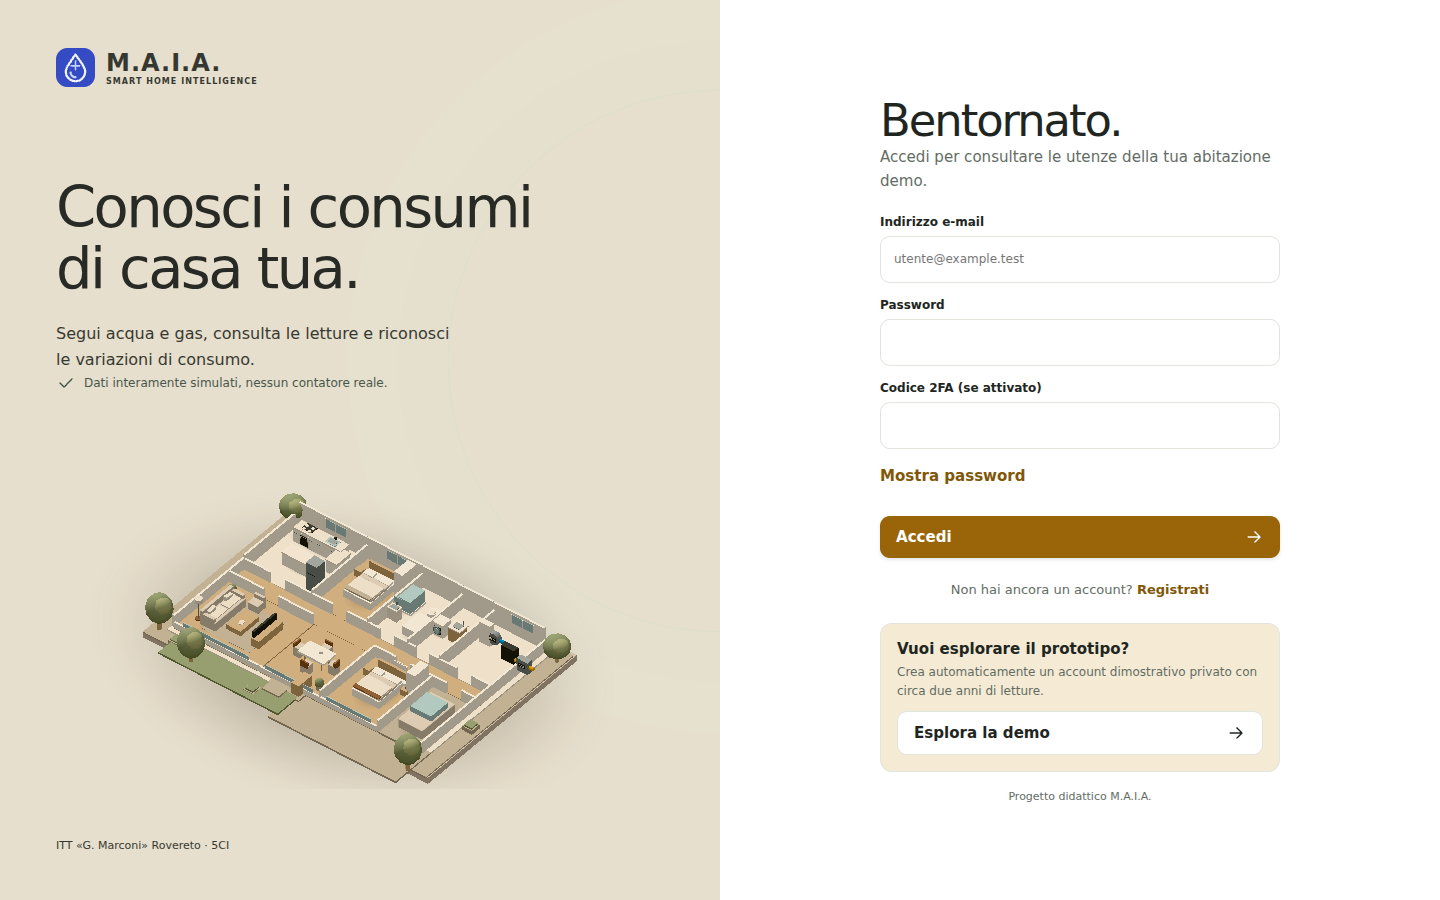 M.A.I.A.
SMART HOME INTELLIGENCE
Conosci i consumi
di casa tua.
Segui acqua e gas, consulta le letture e riconosci
le variazioni di consumo.
Dati interamente simulati, nessun contatore reale.
ITT «G. Marconi» Rovereto · 5CI
Bentornato.
Accedi per consultare le utenze della tua abitazione
demo.
Indirizzo e-mail
utente@example.test
Password
Codice 2FA (se attivato)
Mostra password
Accedi
Non hai ancora un account? Registrati
Vuoi esplorare il prototipo?
Crea automaticamente un account dimostrativo privato con
circa due anni di letture.
Esplora la demo
Progetto didattico M.A.I.A.